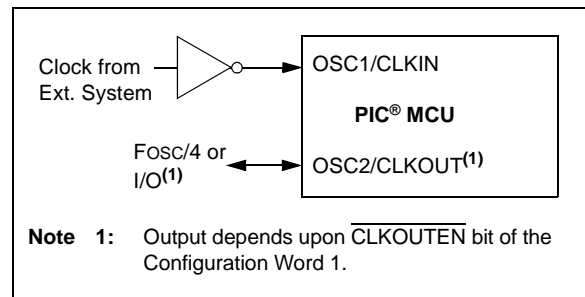 Clock from
Ext. System
OSC1/CLKIN
PIC® MCU
FOSC/4 or
I/O(1)
OSC2/CLKOUT(1)
Note 1: Output depends upon CLKOUTEN bit of the
Configuration Word 1.